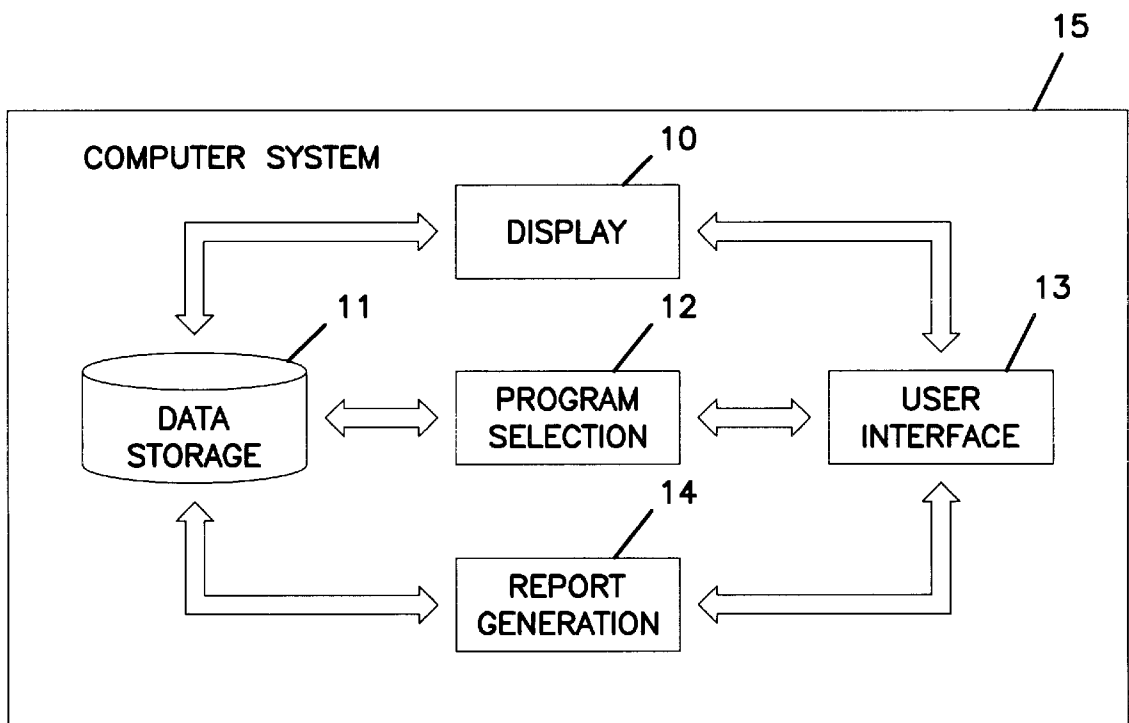 15
COMPUTER SYSTEM
10
DISPLAY
11
DATA
STORAGE
12
PROGRAM
SELECTION
13
USER
INTERFACE
14
REPORT
GENERATION